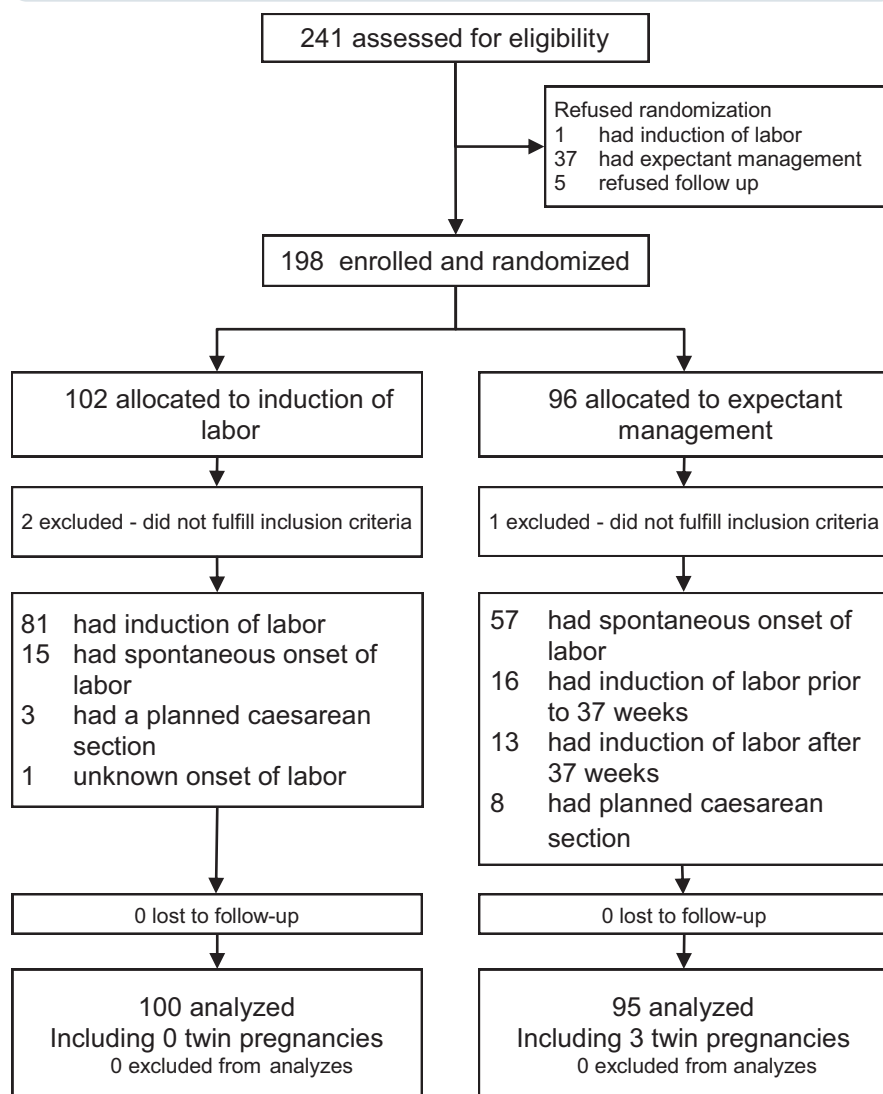 241 assessed for eligibility
Refused randomization
1 had induction of labor
37 had expectant management
5 refused follow up
198 enrolled and randomized
102 allocated to induction of
labor
96 allocated to expectant
management
2 excluded - did not fulfill inclusion criteria
1 excluded - did not fulfill inclusion criteria
81 had induction of labor
15 had spontaneous onset of
labor
3 had a planned caesarean
section
1 unknown onset of labor
57 had spontaneous onset of
labor
16 had induction of labor prior
to 37 weeks
13 had induction of labor after
37 weeks
8 had planned caesarean
section
0 lost to follow-up
0 lost to follow-up
100 analyzed
Including 0 twin pregnancies
0 excluded from analyzes
95 analyzed
Including 3 twin pregnancies
0 excluded from analyzes